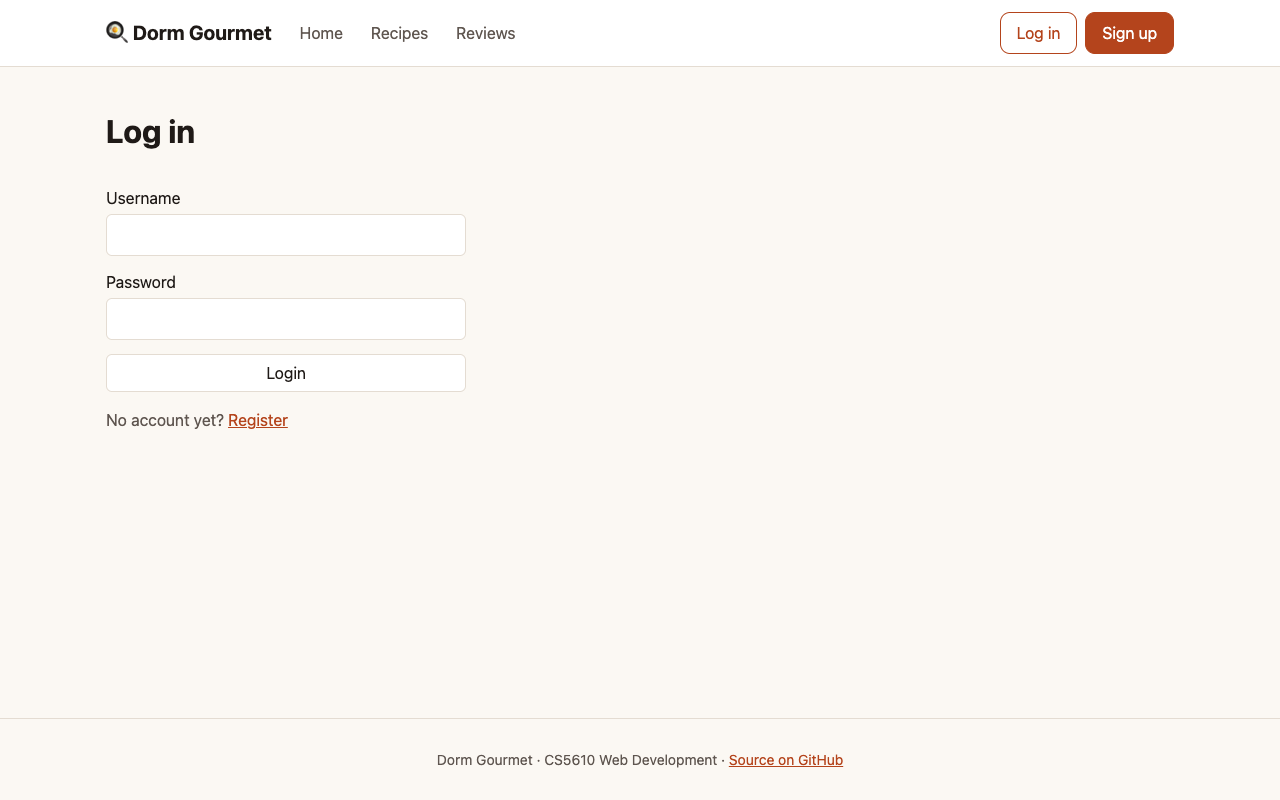 Dorm Gourmet Home Recipes Reviews Log in Sign up
Log in
Username
Password
Login
No account yet? Register
Dorm Gourmet · CS5610 Web Development · Source on GitHub